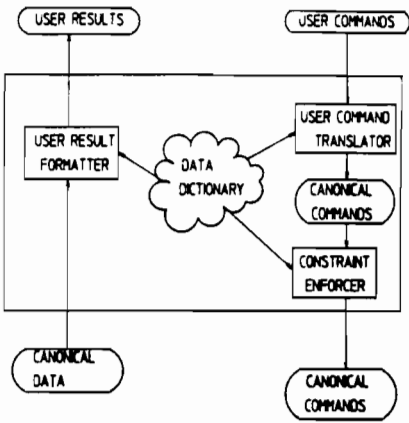 USER RESULTS
USER COMMANDS
USER RESULT
FORMATTER
DATA
DICTIONARY
USER COMMAND
TRANSLATOR
CANONICAL
COMMANDS
CONSTRAINT
ENFORCER
CANONICAL
DATA
CANONICAL
COMMANDS